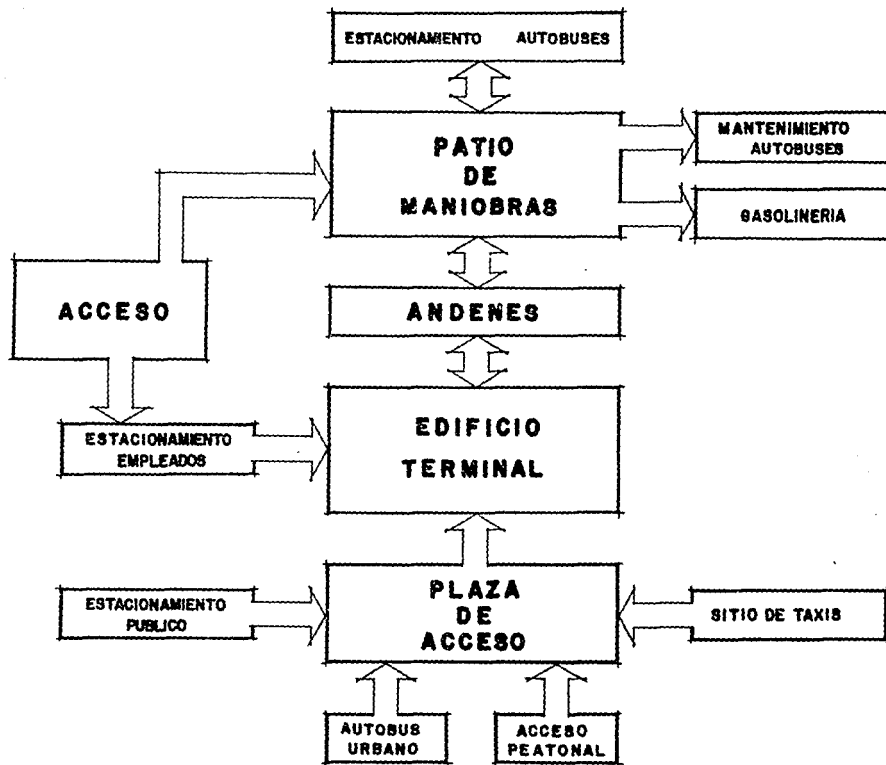 ESTACIONAMIENTO AUTOBUSES
PATIO
DE
MANIOBRAS
MANTENIMIENTO
AUTOBUSES
GASOLINERIA
ACCESO
ANDENES
ESTACIONAMIENTO
EMPLEADOS
EDIFICIO
TERMINAL
ESTACIONAMIENTO
PUBLICO
PLAZA
DE
ACCESO
SITIO DE TAXIS
AUTOBUS
URBANO
ACCESO
PEATONAL